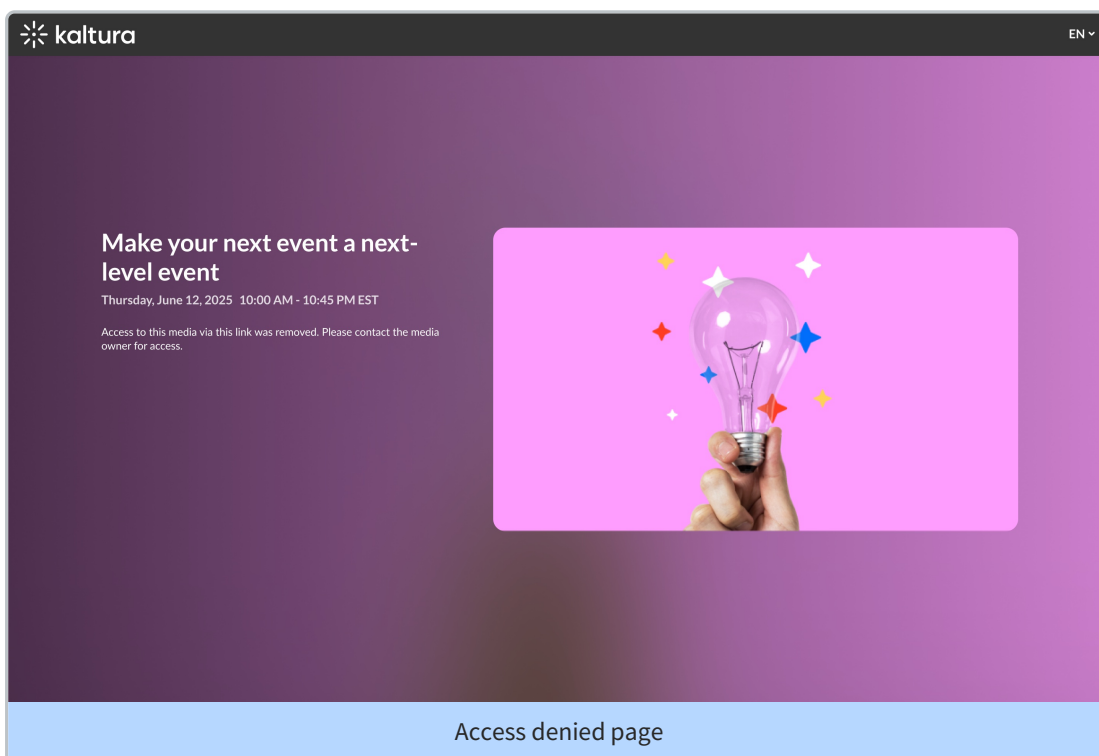 kaltura
EN
Make your next event a next-
level event
Thursday, June 12, 2025 10:00 AM - 10:45 PM EST
Access to this media via this link was removed. Please contact the media
owner for access.
Access denied page